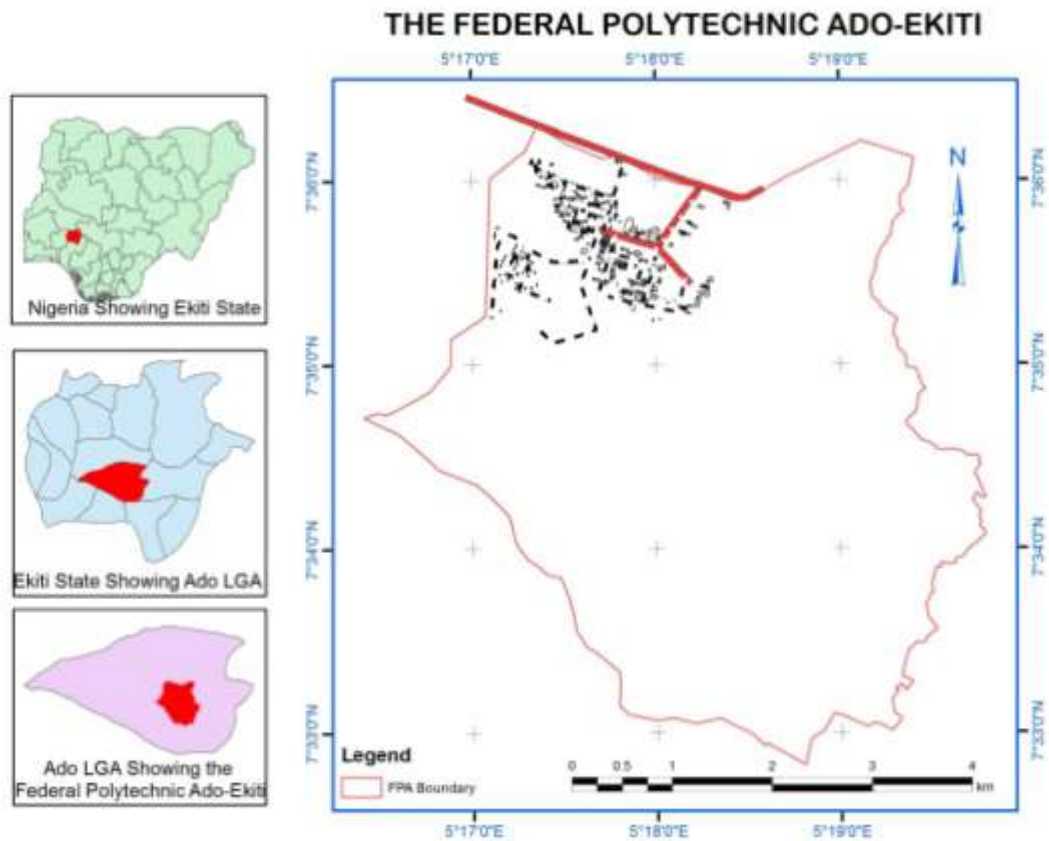 THE FEDERAL POLYTECHNIC ADO-EKITI
5°17'0"E 5°18'0"E 5°19'0"E
Nigeria Showing Ekiti State
Ekiti State Showing Ado LGA
Ado LGA Showing the
Federal Polytechnic Ado-Ekiti
N
7°36'0"N 7°36'0"N
7°35'0"N 7°35'0"N
7°34'0"N 7°34'0"N
7°33'0"N 7°33'0"N
Legend
FPA Boundary
0 0.5 1 2 3 4
km
5°17'0"E 5°18'0"E 5°19'0"E